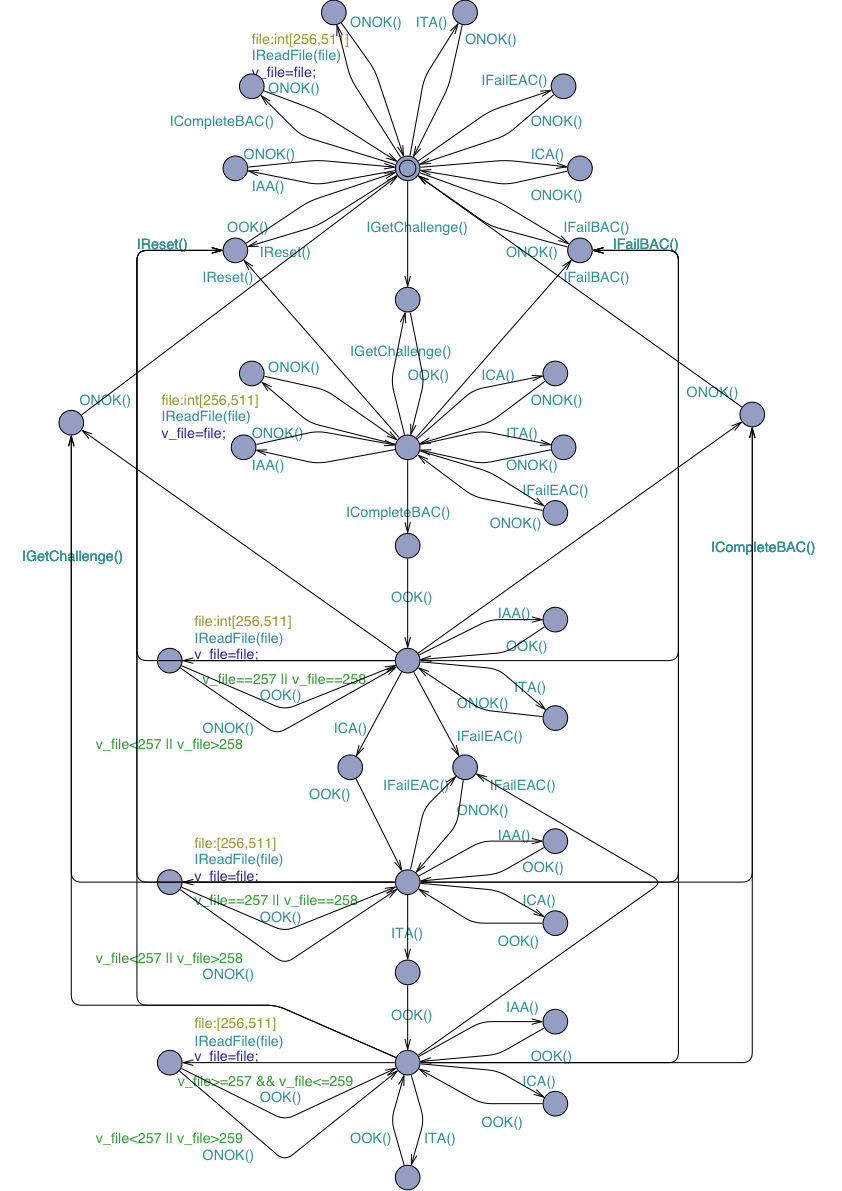 ONOK()
ITA()
file:int[256,511]
ONOK()
IReadFile(file)
v_file=file;
IFailEAC()
ONOK()
ICompleteBAC()
ONOK()
ONOK()
ICA()
IAA()
ONOK()
OOK()
IGetChallenge()
IFailBAC()
IReset()
IReset()
ONOK()
IFailBAC()
IReset()
IFailBAC()
IGetChallenge()
ONOK()
OOK()
ICA()
ONOK()
file:int[256,511]
ONOK()
ONOK()
IReadFile(file)
v_file=file;
ONOK()
ITA()
IAA()
ONOK()
IFailEAC()
ICompleteBAC()
ONOK()
IGetChallenge()
ICompleteBAC()
OOK()
file:int[256,511]
IAA()
IReadFile(file)
OOK()
v_file=file;
v_file==257 || v_file==258
OOK()
ITA()
ONOK()
ONOK()
ICA()
IFailEAC()
v_file<257 || v_file>258
OOK()
IFailEAC()
IFailEAC()
ONOK()
file:[256,511]
IAA()
IReadFile(file)
OOK()
v_file=file;
v_file==257 || v_file==258
ICA()
OOK()
ITA()
OOK()
v_file<257 || v_file>258
ONOK()
OOK()
IAA()
file:[256,511]
IReadFile(file)
v_file=file;
OOK()
v_file>=257 && v_file<=259
ICA()
OOK()
OOK()
v_file<257 || v_file>259
OOK()
ITA()
ONOK()